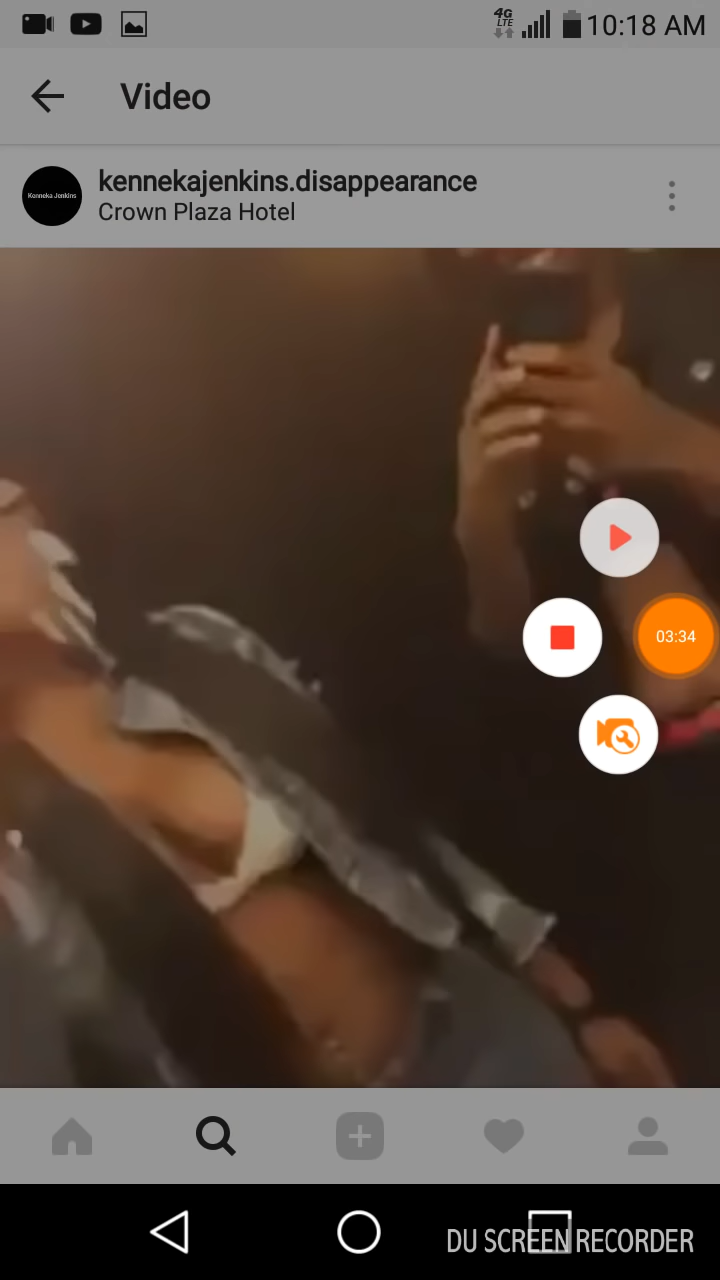 4G
LTE
10:18 AM
Video
Kenneka Jenkins
kennekajenkins.disappearance
Crown Plaza Hotel
03:34
DU SCREEN RECORDER